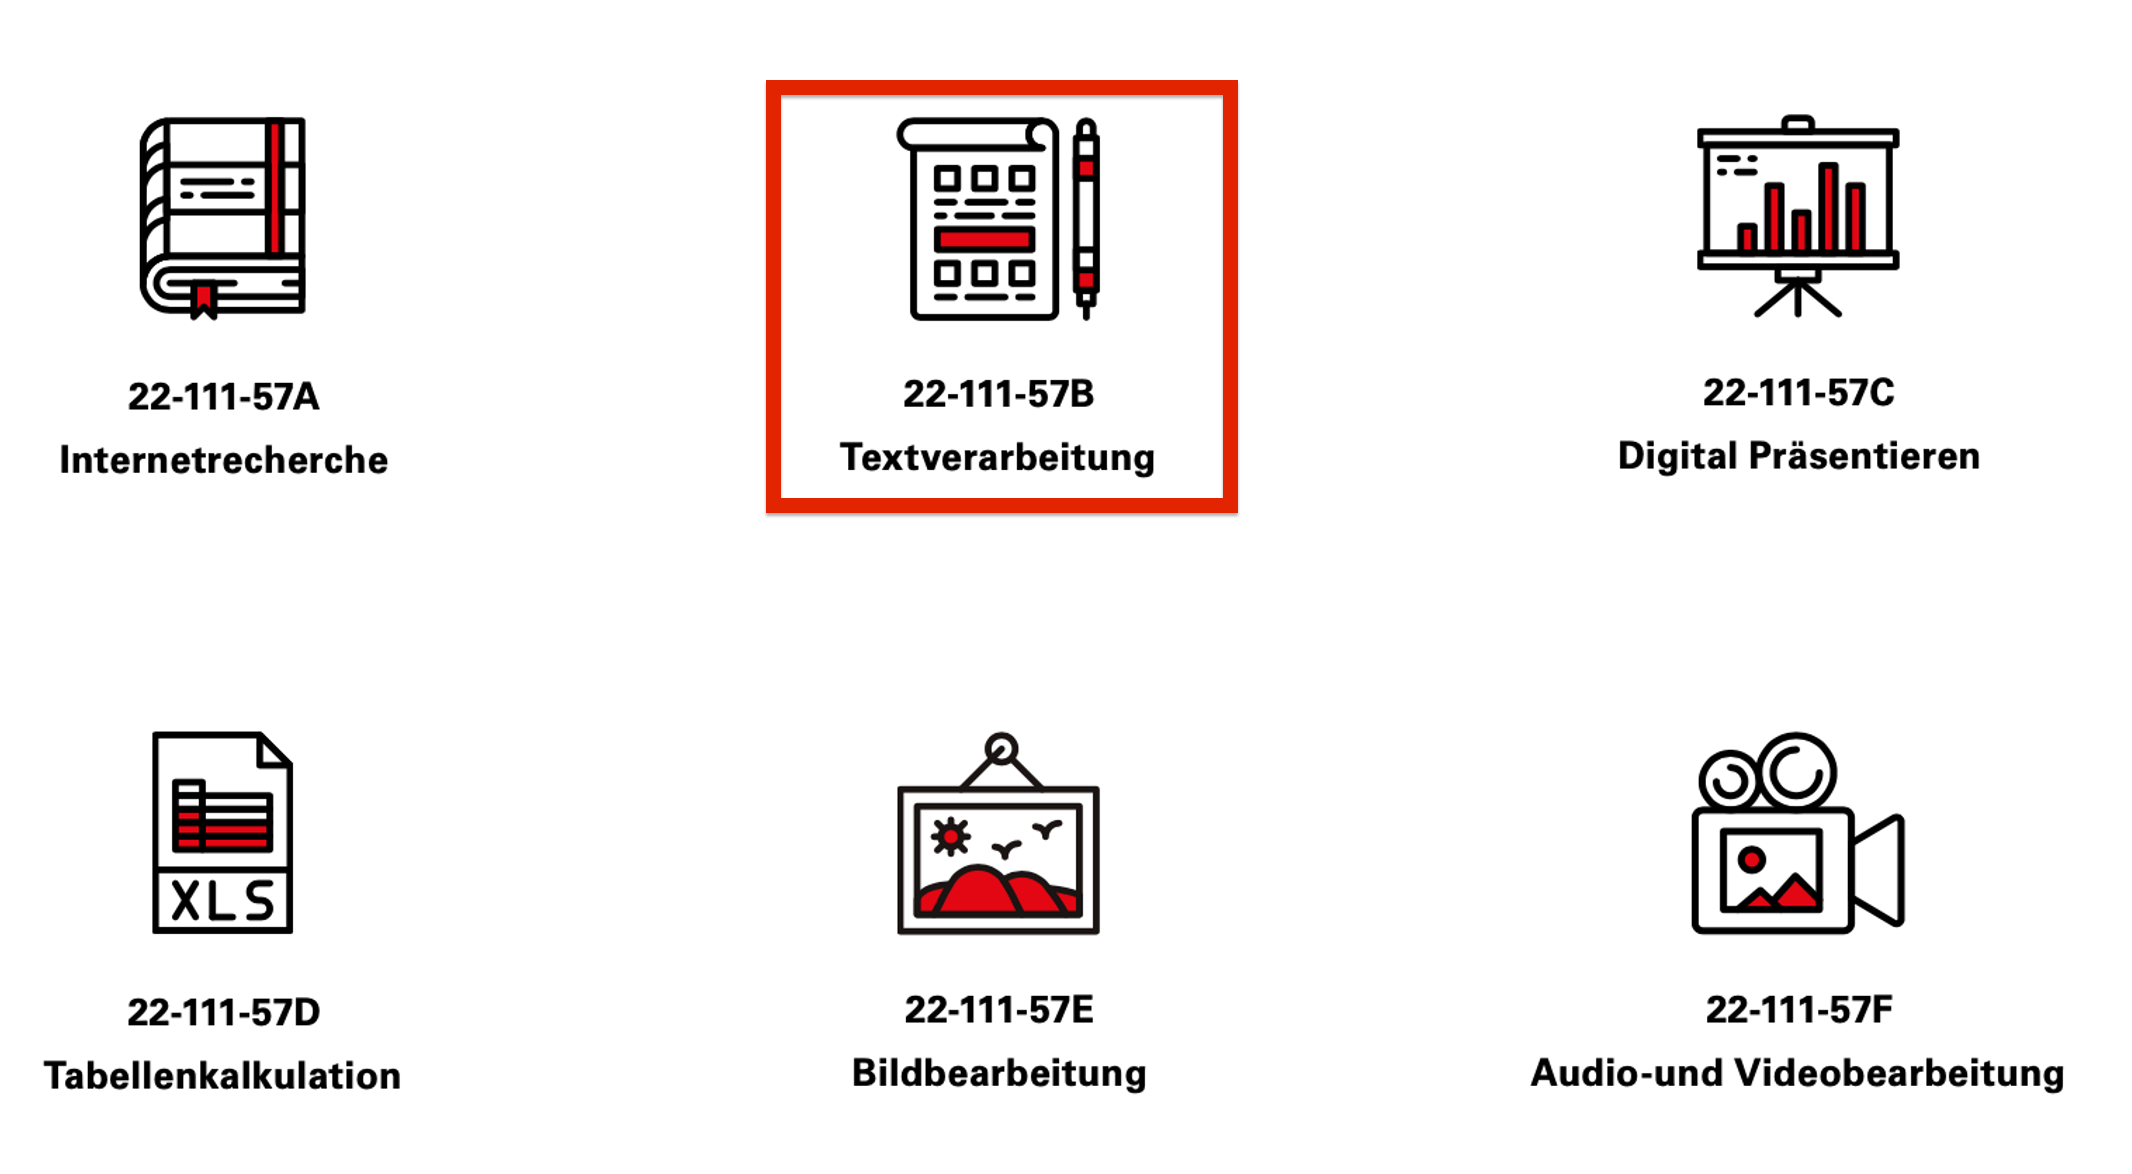 22-111-57A
Internetrecherche
22-111-57B
Textverarbeitung
22-111-57C
Digital Präsentieren
XLS
22-111-57D
Tabellenkalkulation
22-111-57E
Bildbearbeitung
22-111-57F
Audio-und Videobearbeitung